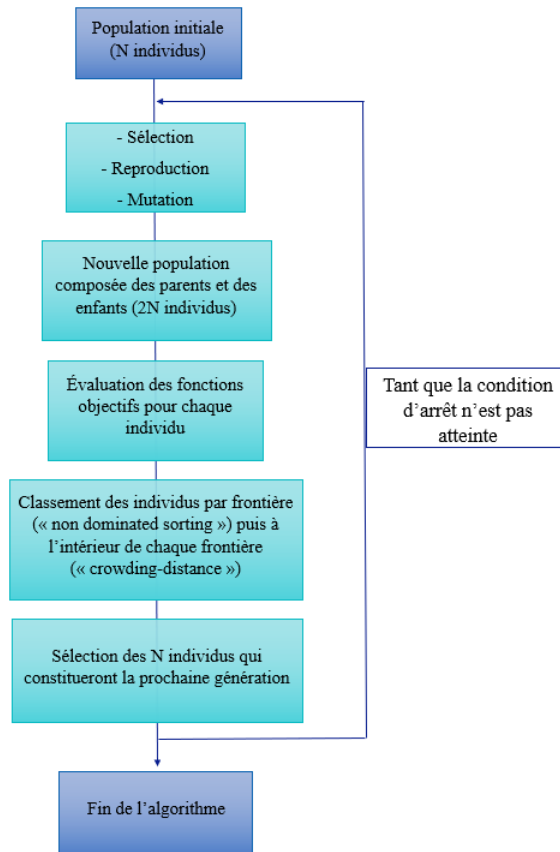 Population initiale
(N individus)
- Sélection
- Reproduction
- Mutation
Nouvelle population
composée des parents et des
enfants (2N individus)
Évaluation des fonctions
objectifs pour chaque
individu
Tant que la condition
d’arrêt n’est pas
atteinte
Classement des individus par frontière
(« non dominated sorting ») puis à
l’intérieur de chaque frontière
(« crowding-distance »)
Sélection des N individus qui
constitueront la prochaine génération
Fin de l’algorithme